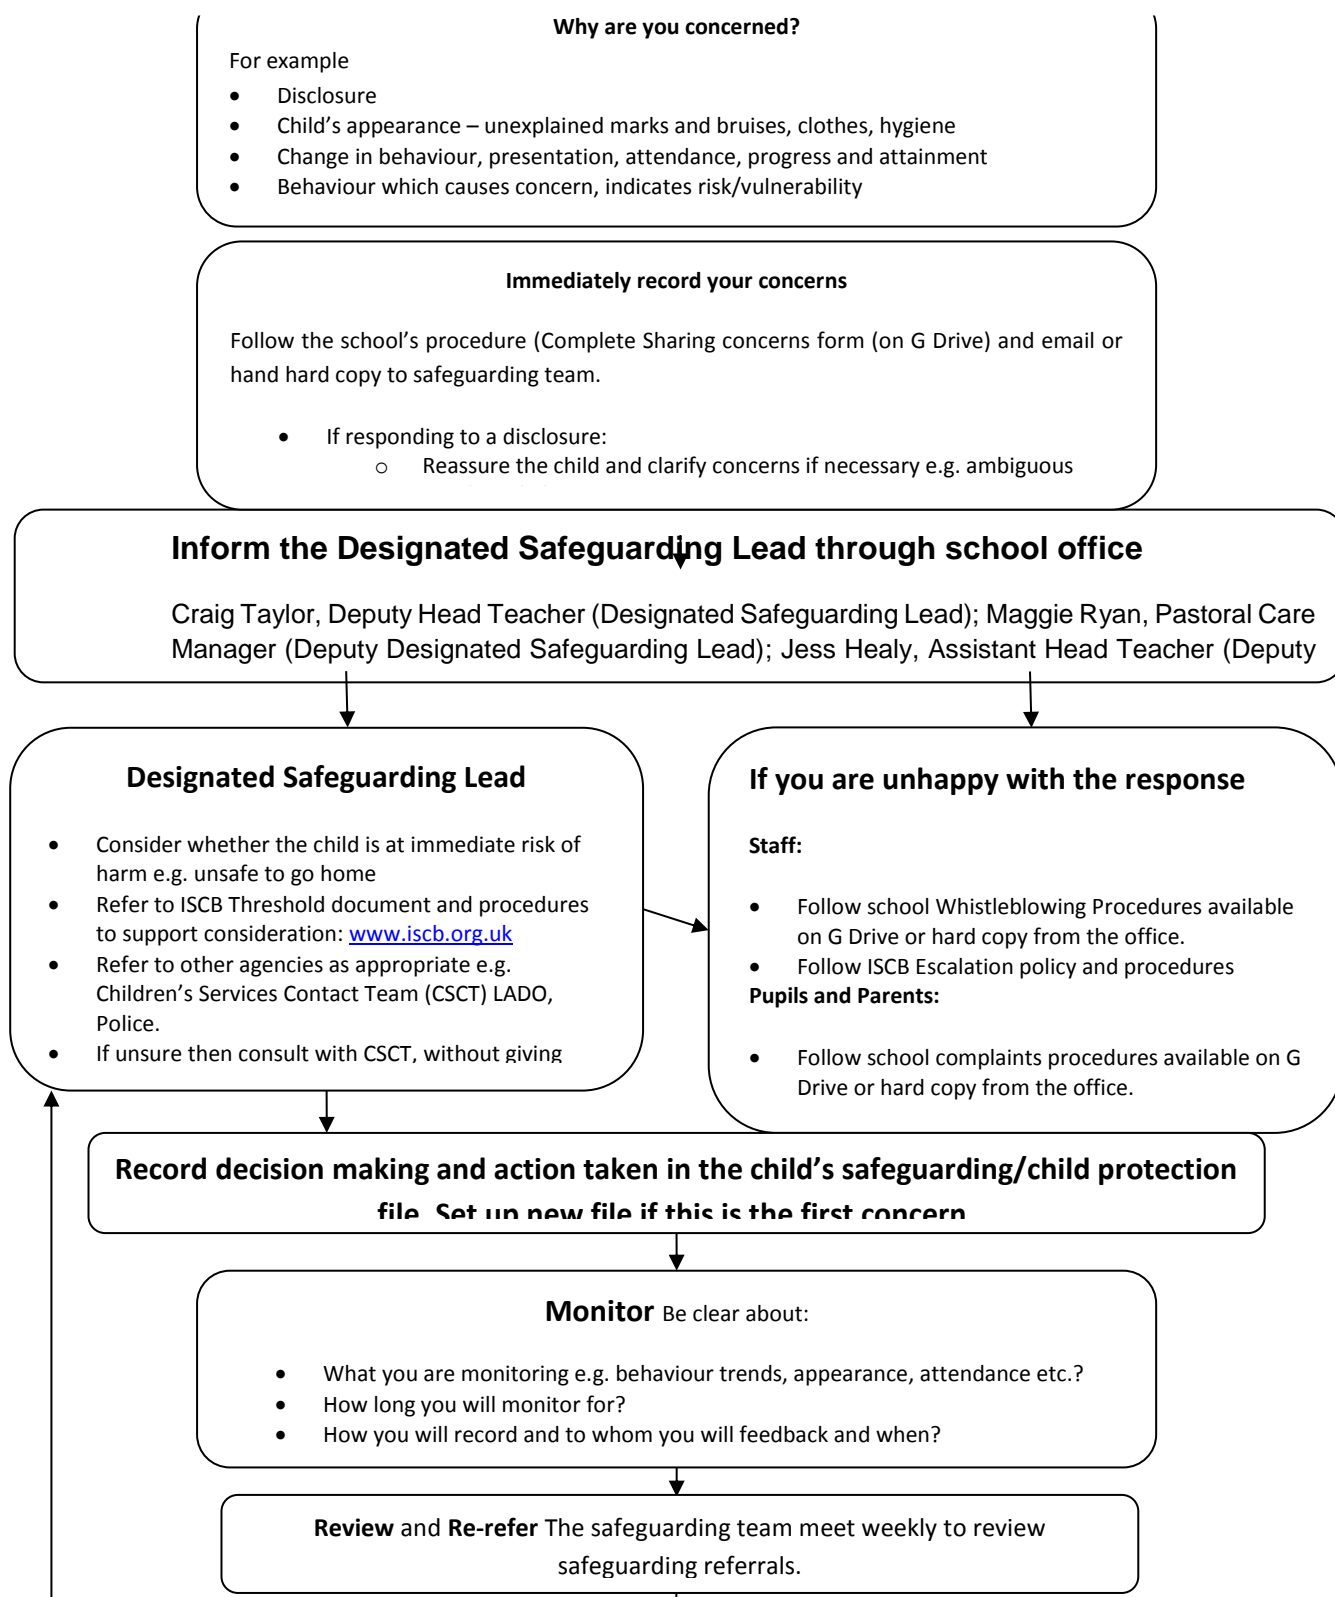 Why are you concerned?
For example
• Disclosure
• Child's appearance – unexplained marks and bruises, clothes, hygiene
• Change in behaviour, presentation, attendance, progress and attainment
• Behaviour which causes concern, indicates risk/vulnerability
Immediately record your concerns
Follow the school's procedure (Complete Sharing concerns form (on G Drive) and email or
hand hard copy to safeguarding team.
• If responding to a disclosure:
o Reassure the child and clarify concerns if necessary e.g. ambiguous
Inform the Designated Safeguarding Lead through school office
Craig Taylor, Deputy Head Teacher (Designated Safeguarding Lead); Maggie Ryan, Pastoral Care
Manager (Deputy Designated Safeguarding Lead); Jess Healy, Assistant Head Teacher (Deputy
Designated Safeguarding Lead
• Consider whether the child is at immediate risk of
harm e.g. unsafe to go home
• Refer to ISCB Threshold document and procedures
to support consideration: www.iscb.org.uk
• Refer to other agencies as appropriate e.g.
Children's Services Contact Team (CSCT) LADO,
Police.
• If unsure then consult with CSCT, without giving
If you are unhappy with the response
Staff:
• Follow school Whistleblowing Procedures available
on G Drive or hard copy from the office.
• Follow ISCB Escalation policy and procedures
Pupils and Parents:
• Follow school complaints procedures available on G
Drive or hard copy from the office.
Record decision making and action taken in the child's safeguarding/child protection
file. Set up new file if this is the first concern
Monitor Be clear about:
• What you are monitoring e.g. behaviour trends, appearance, attendance etc.?
• How long you will monitor for?
• How you will record and to whom you will feedback and when?
Review and Re-refer The safeguarding team meet weekly to review
safeguarding referrals.